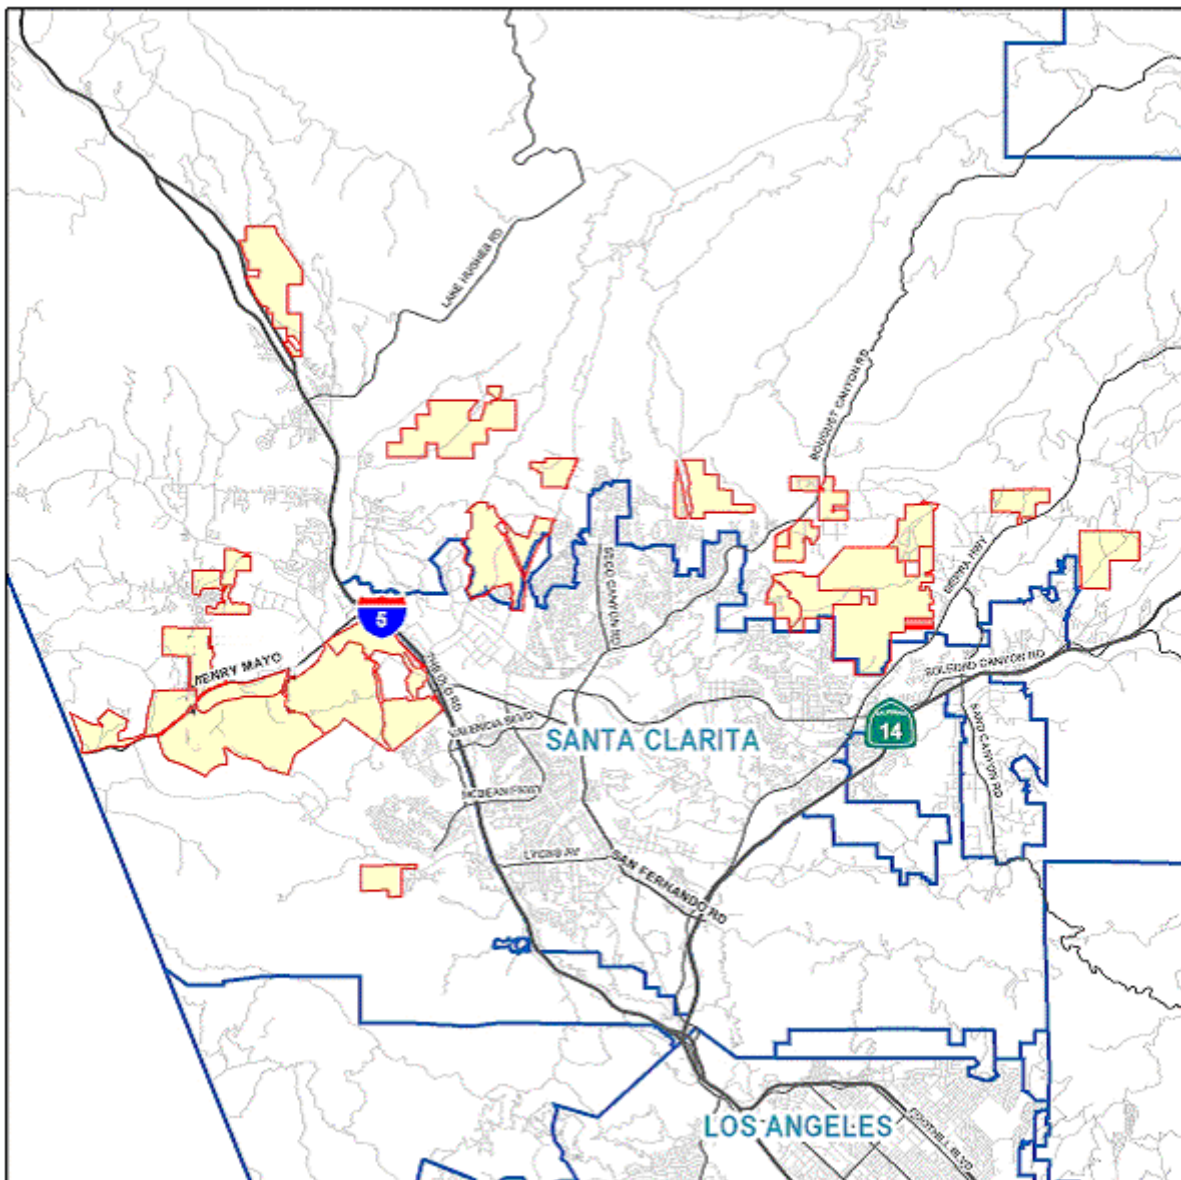 LAKE HUGHES RD
BOUQUET CANYON RD
SECO CANYON RD
SIERRA HWY
5
HENRY MAYO
SOLEDAD CANYON RD
THE OLD RD
VALENCIA BLVD
SANTA CLARITA
14
SAND CANYON RD
MCBEAN PKWY
LYONS AV
SAN FERNANDO RD
LOS ANGELES
FOOTHILL BLVD